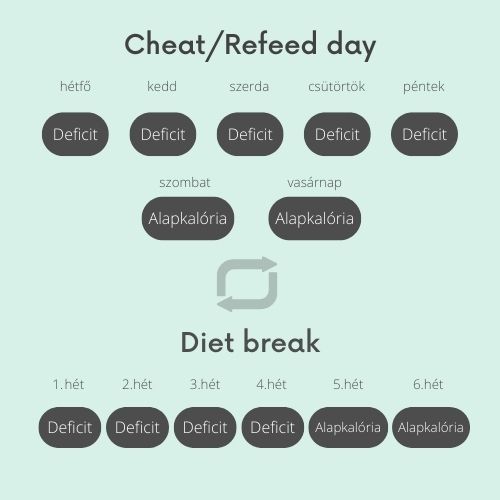 Cheat/Refeed day
hétfő kedd szerda csütörtök péntek
Deficit Deficit Deficit Deficit Deficit
szombat vasárnap
Alapkalória Alapkalória
Diet break
1.hét 2.hét 3.hét 4.hét 5.hét 6.hét
Deficit Deficit Deficit Deficit Alapkalória Alapkalória